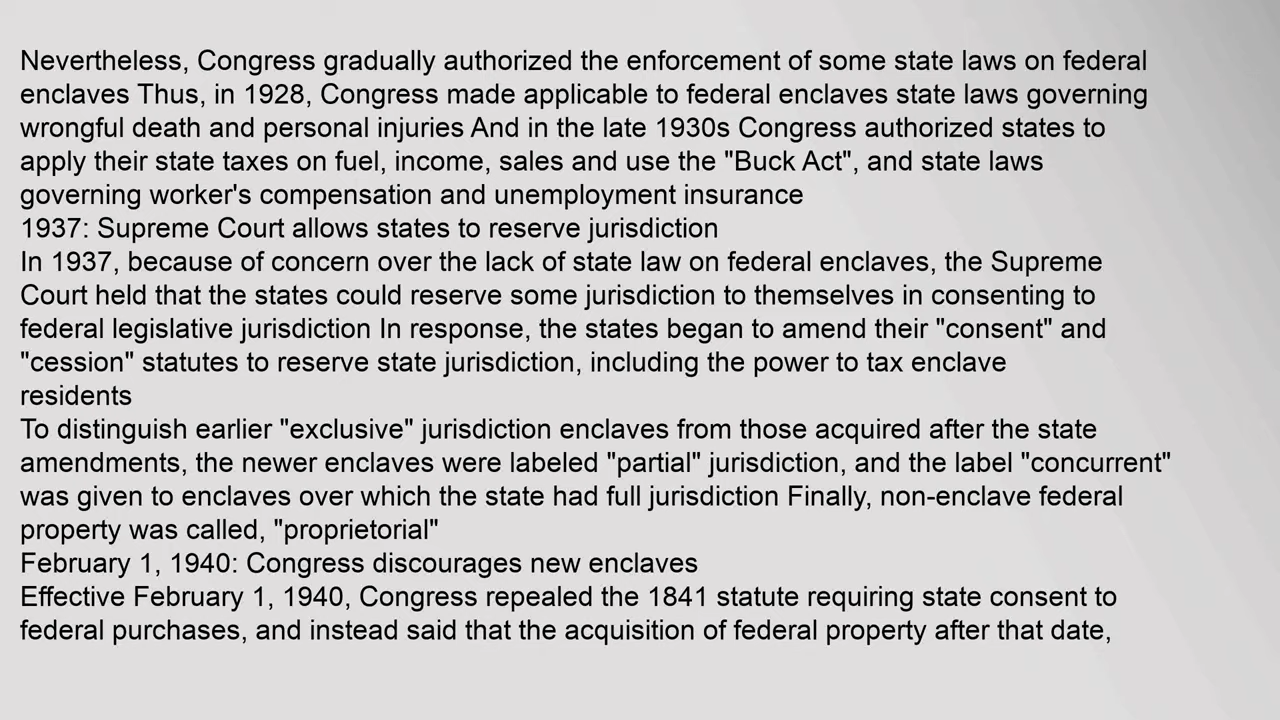 Nevertheless, Congress gradually authorized the enforcement of some state laws on federal
enclaves Thus, in 1928, Congress made applicable to federal enclaves state laws governing
wrongful death and personal injuries And in the late 1930s Congress authorized states to
apply their state taxes on fuel, income, sales and use the "Buck Act", and state laws
governing worker's compensation and unemployment insurance
1937: Supreme Court allows states to reserve jurisdiction
In 1937, because of concern over the lack of state law on federal enclaves, the Supreme
Court held that the states could reserve some jurisdiction to themselves in consenting to
federal legislative jurisdiction In response, the states began to amend their "consent" and
"cession" statutes to reserve state jurisdiction, including the power to tax enclave
residents
To distinguish earlier "exclusive" jurisdiction enclaves from those acquired after the state
amendments, the newer enclaves were labeled "partial" jurisdiction, and the label "concurrent"
was given to enclaves over which the state had full jurisdiction Finally, non-enclave federal
property was called, "proprietorial"
February 1, 1940: Congress discourages new enclaves
Effective February 1, 1940, Congress repealed the 1841 statute requiring state consent to
federal purchases, and instead said that the acquisition of federal property after that date,